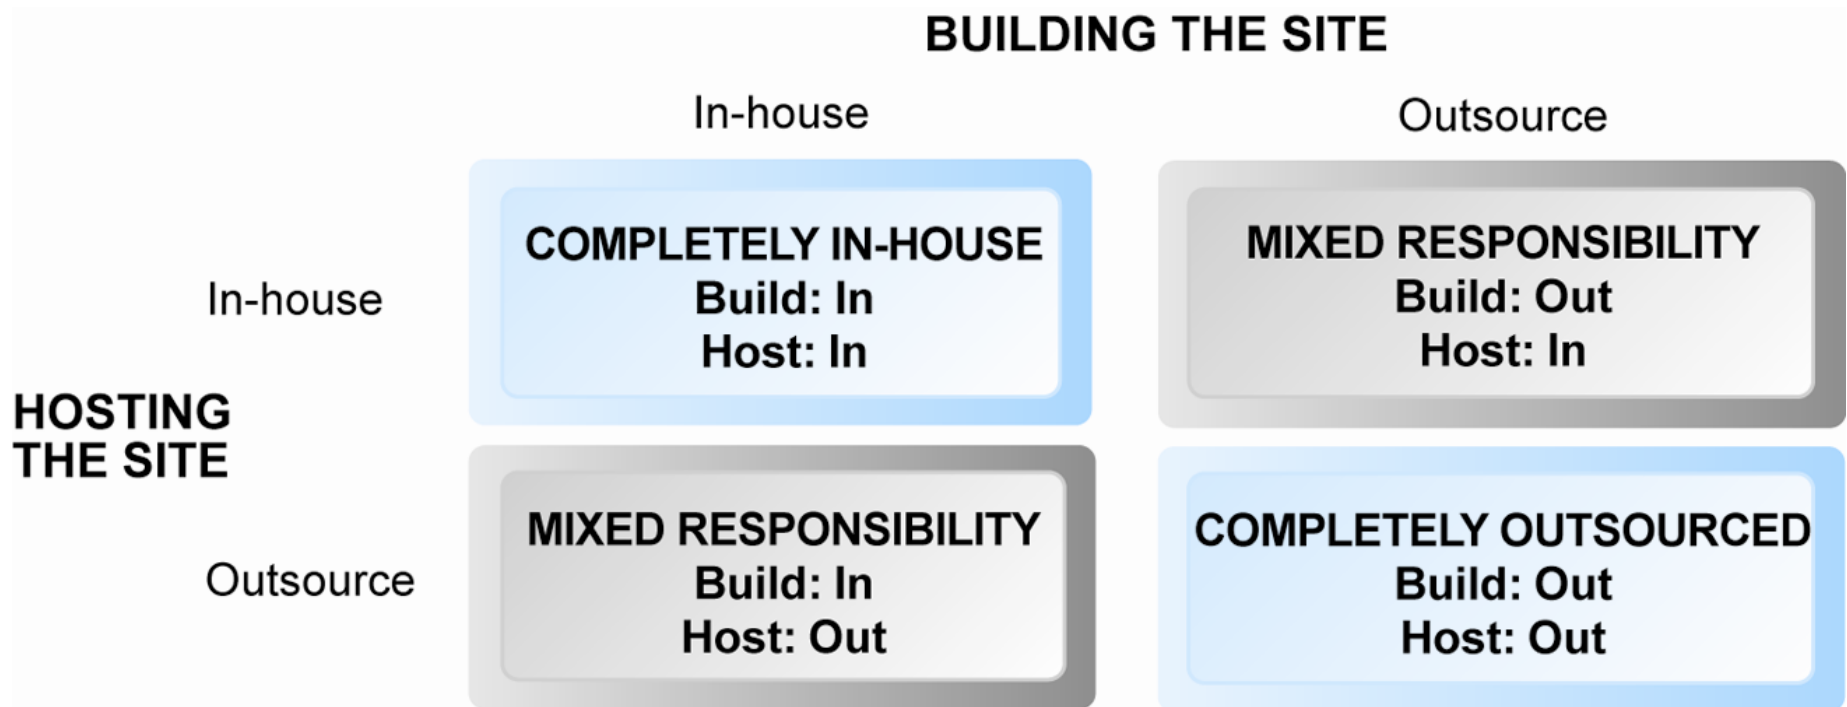 BUILDING THE SITE
In-house
Outsource
In-house
COMPLETELY IN-HOUSE
Build: In
Host: In
MIXED RESPONSIBILITY
Build: Out
Host: In
HOSTING
THE SITE
Outsource
MIXED RESPONSIBILITY
Build: In
Host: Out
COMPLETELY OUTSOURCED
Build: Out
Host: Out